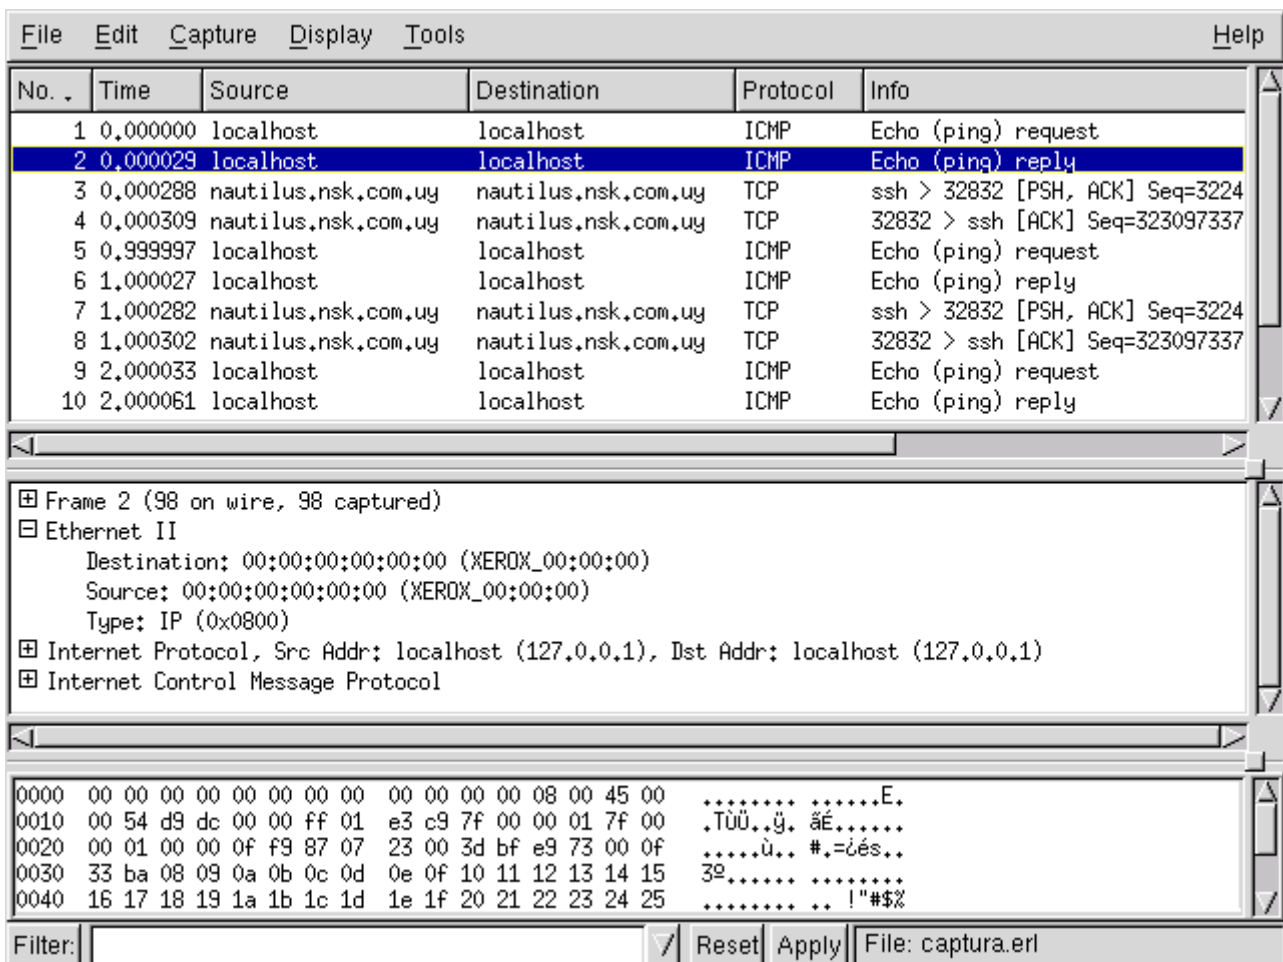 File Edit Capture Display Tools Help
No. Time Source Destination Protocol Info
1 0.000000 localhost localhost ICMP Echo (ping) request
2 0.000029 localhost localhost ICMP Echo (ping) reply
3 0.000288 nautilus.nsk.com.uy nautilus.nsk.com.uy TCP ssh > 32832 [PSH, ACK] Seq=3224
4 0.000309 nautilus.nsk.com.uy nautilus.nsk.com.uy TCP 32832 > ssh [ACK] Seq=323097337
5 0.999997 localhost localhost ICMP Echo (ping) request
6 1.000027 localhost localhost ICMP Echo (ping) reply
7 1.000282 nautilus.nsk.com.uy nautilus.nsk.com.uy TCP ssh > 32832 [PSH, ACK] Seq=3224
8 1.000302 nautilus.nsk.com.uy nautilus.nsk.com.uy TCP 32832 > ssh [ACK] Seq=323097337
9 2.000033 localhost localhost ICMP Echo (ping) request
10 2.000061 localhost localhost ICMP Echo (ping) reply
Frame 2 (98 on wire, 98 captured)
Ethernet II
Destination: 00:00:00:00:00:00 (XEROX_00:00:00)
Source: 00:00:00:00:00:00 (XEROX_00:00:00)
Type: IP (0x0800)
Internet Protocol, Src Addr: localhost (127.0.0.1), Dst Addr: localhost (127.0.0.1)
Internet Control Message Protocol
0000 00 00 00 00 00 00 00 00 00 00 00 00 08 00 45 00 ........ ......E.
0010 00 54 d9 dc 00 00 ff 01 e3 c9 7f 00 00 01 7f 00 .TùÜ..ÿ. ãÉ......
0020 00 01 00 00 0f f9 87 07 23 00 3d bf e9 73 00 0f .....ù.. #.=¿és..
0030 33 ba 08 09 0a 0b 0c 0d 0e 0f 10 11 12 13 14 15 3º...... ........
0040 16 17 18 19 1a 1b 1c 1d 1e 1f 20 21 22 23 24 25 ........ .. !"#$%
Filter: Reset Apply File: captura.erl